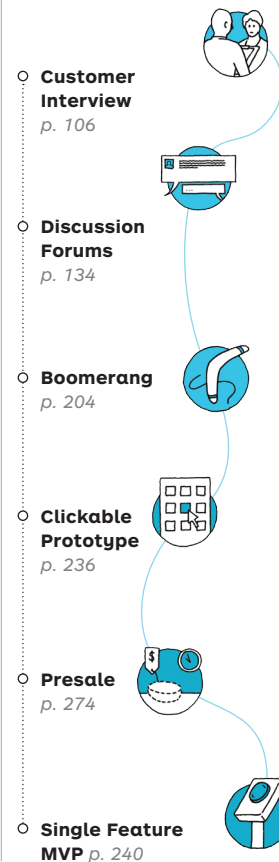 Customer
Interview
p. 106
Discussion
Forums
p. 134
Boomerang
p. 204
Clickable
Prototype
p. 236
$
Presale
p. 274
Single Feature
MVP p. 240